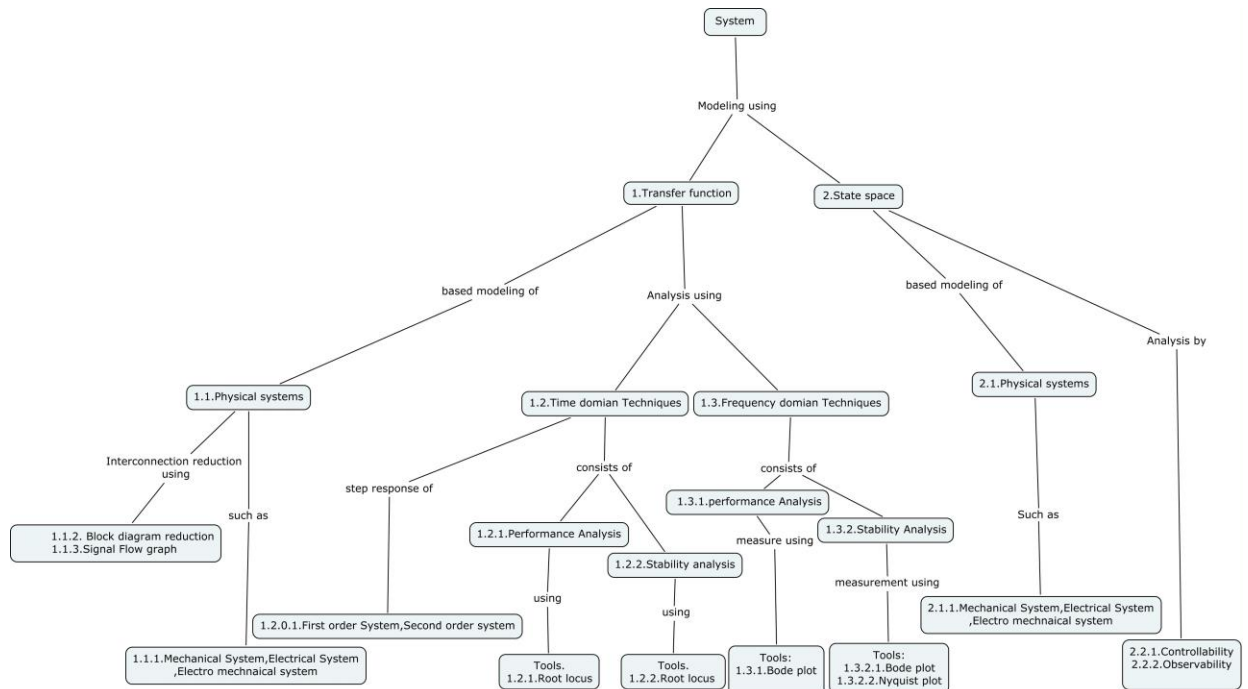 System
Modeling using
1.Transfer function
2.State space
based modeling of
Analysis using
based modeling of
Analysis by
1.1.Physical systems
1.2.Time domian Techniques
1.3.Frequency domian Techniques
2.1.Physical systems
Interconnection reduction
using
such as
step response of
consists of
consists of
Such as
1.1.2. Block diagram reduction
1.1.3.Signal Flow graph
1.2.1.Performance Analysis
1.2.2.Stability analysis
1.3.1.performance Analysis
1.3.2.Stability Analysis
measure using
measurement using
using
using
1.2.0.1.First order System,Second order system
1.1.1.Mechanical System,Electrical System
,Electro mechnaical system
Tools.
1.2.1.Root locus
Tools.
1.2.2.Root locus
Tools:
1.3.1.Bode plot
Tools:
1.3.2.1.Bode plot
1.3.2.2.Nyquist plot
2.1.1.Mechanical System,Electrical System
,Electro mechnaical system
2.2.1.Controllability
2.2.2.Observability